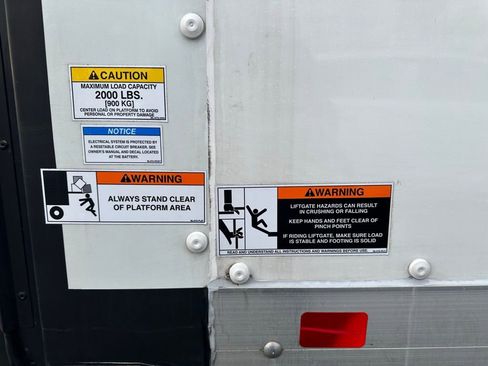 CAUTION
MAXIMUM LOAD CAPACITY
2000 LBS.
[900 KG]
CENTER LOAD ON PLATFORM TO AVOID
PERSONAL OR PROPERTY DAMAGE
NOTICE
ELECTRICAL SYSTEM IS PROTECTED BY
A RESETABLE CIRCUIT BREAKER. SEE
OWNER'S MANUAL AND DECAL LOCATED
AT THE BATTERY.
WARNING
ALWAYS STAND CLEAR
OF PLATFORM AREA
WARNING
LIFTGATE HAZARDS CAN RESULT
IN CRUSHING OR FALLING
KEEP HANDS AND FEET CLEAR OF
PINCH POINTS
IF RIDING LIFTGATE, MAKE SURE LOAD
IS STABLE AND FOOTING IS SOLID
READ AND UNDERSTAND ALL INSTRUCTIONS AND WARNINGS BEFORE USE.